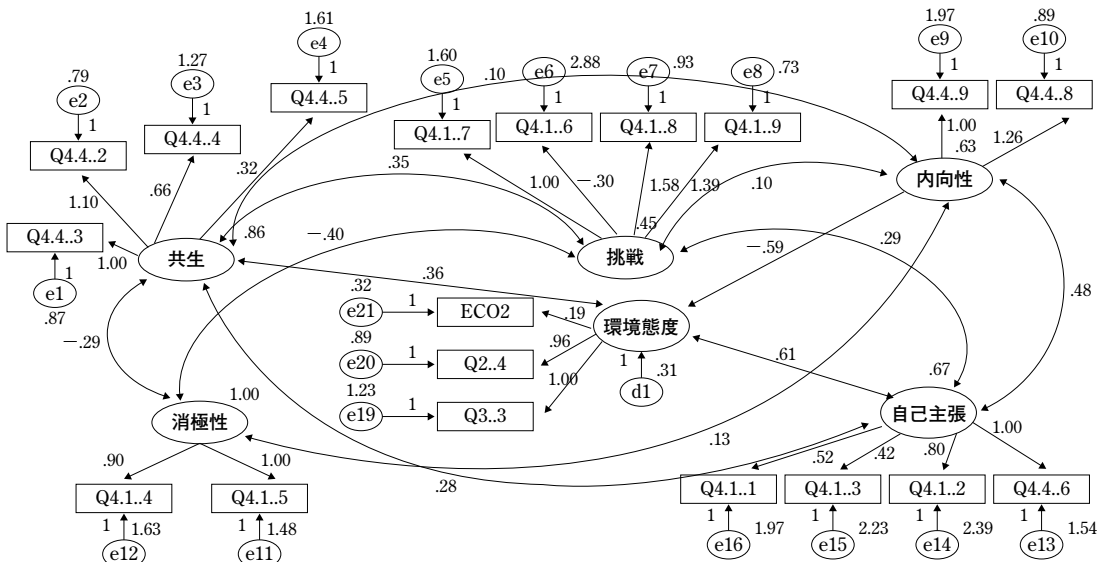 1.61
e4
1
Q4.4..5
1.27
e3
1
Q4.4..4
.79
e2
1
Q4.4..2
Q4.4..3
1
e1
.87
1.10
.66
.32
1.00
.86
共生
1.60
e5
1
Q4.1..7
e6
2.88
1
Q4.1..6
e7
.93
1
Q4.1..8
e8
.73
1
Q4.1..9
.10
.35
1.00
－.30
1.58
1.39
.45
挑戦
.10
1.97
e9
1
Q4.4..9
.89
e10
1
Q4.4..8
1.00
.63
1.26
内向性
－.40
.36
－.59
.29
.48
－.29
.32
e21
1
ECO2
.19
環境態度
.89
e20
1
Q2..4
.96
1.23
e19
1
Q3..3
1.00
1
.31
d1
.61
.67
自己主張
1.00
消極性
.90
1.00
Q4.1..4
Q4.1..5
1
1.63
e12
1
1.48
e11
.28
.13
.52
.42
.80
1.00
Q4.1..1
Q4.1..3
Q4.1..2
Q4.4..6
1
1.97
e16
1
2.23
e15
1
2.39
e14
1
1.54
e13